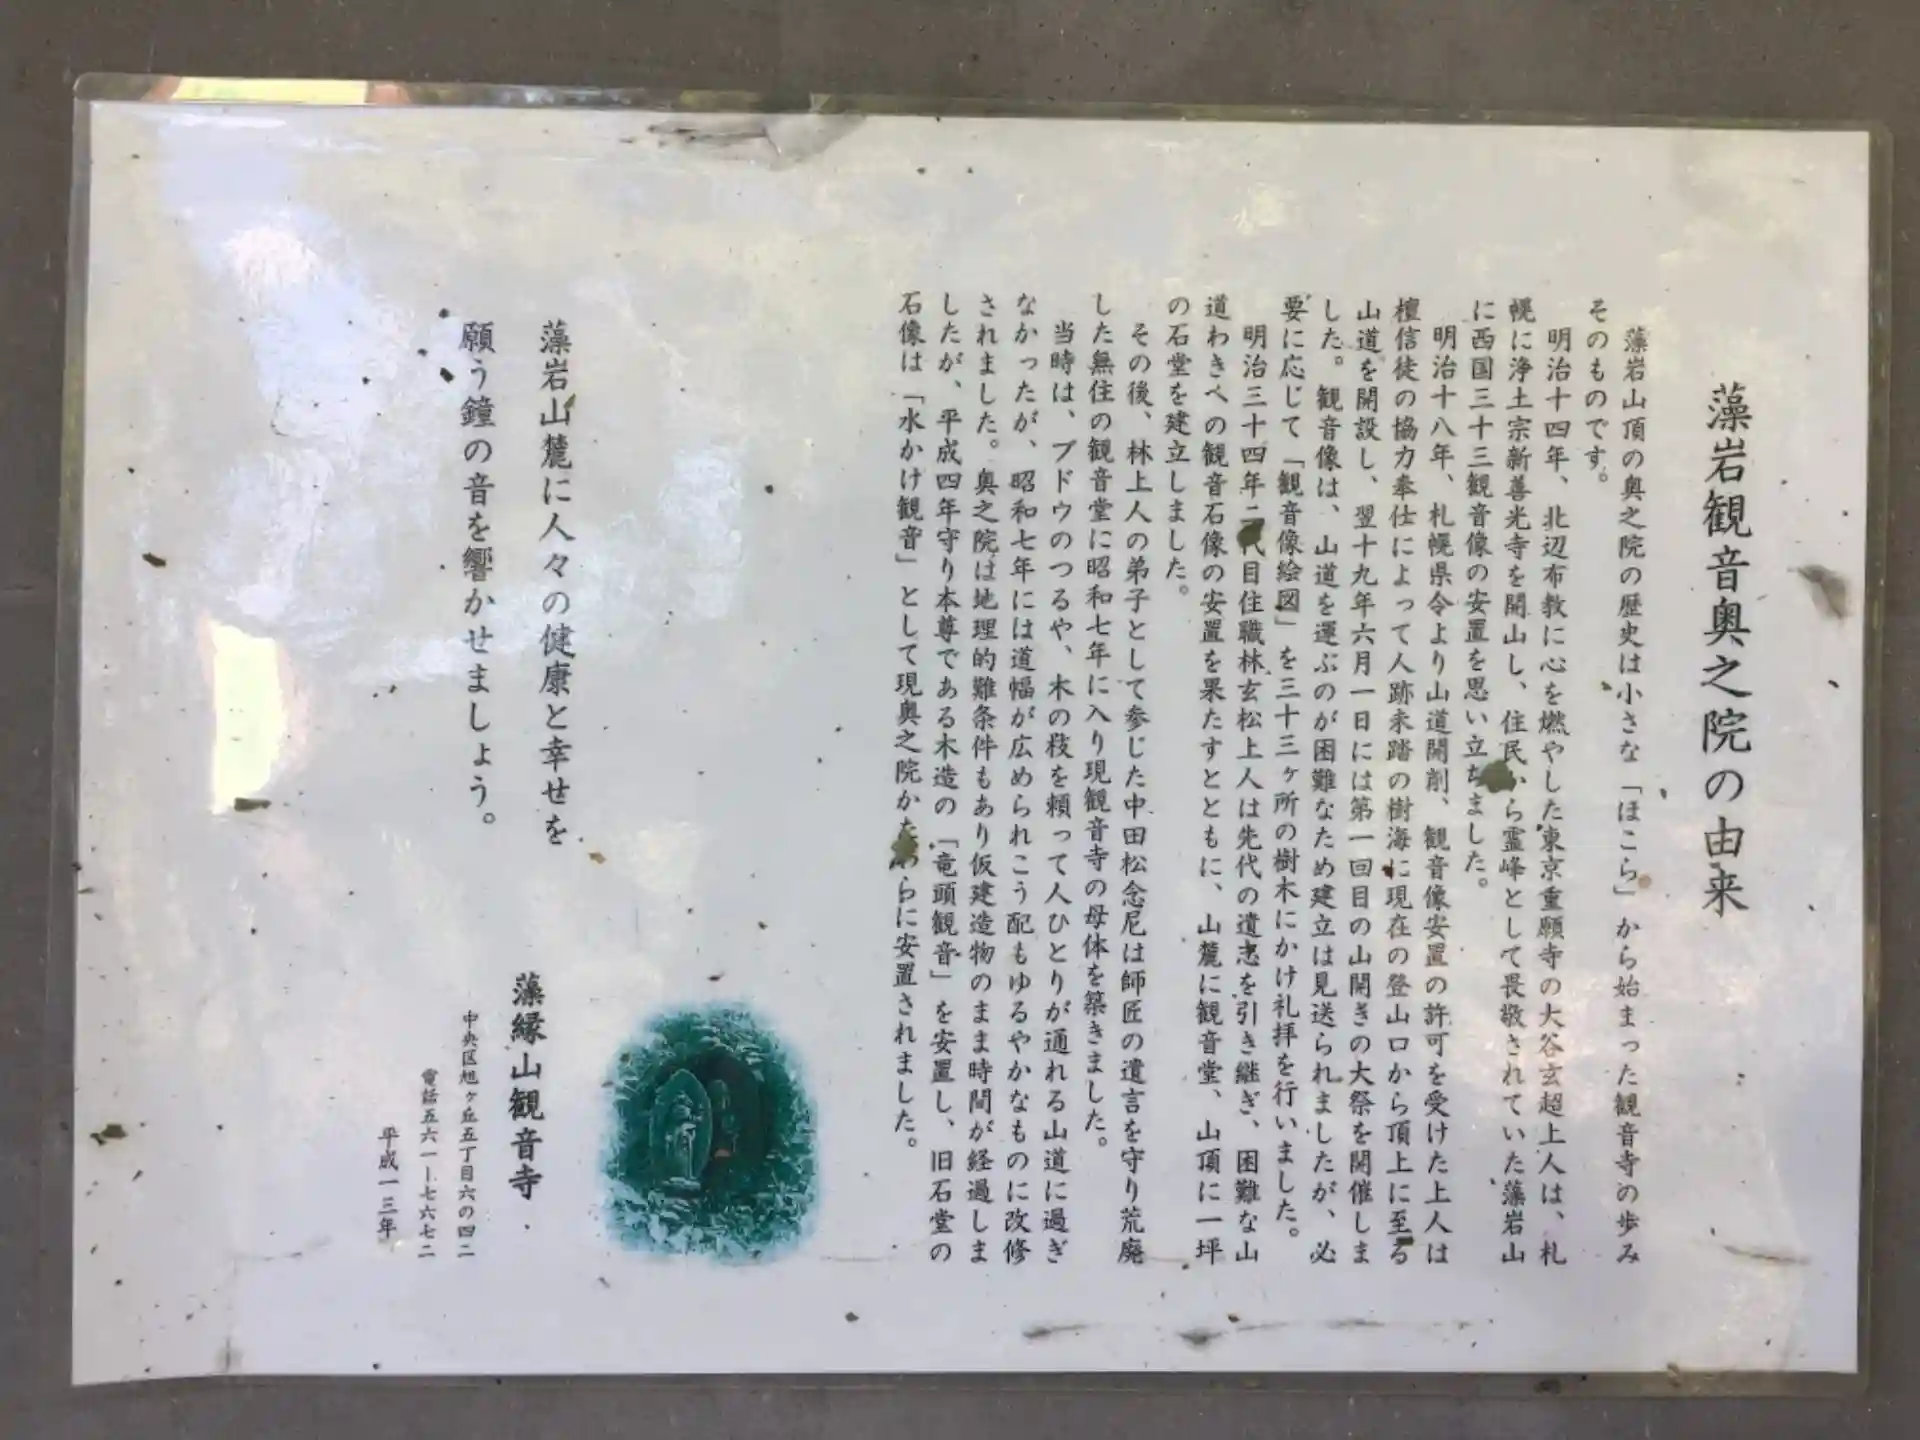 藻岩観音奥之院の由来
藻岩山頂の奥之院の歴史は小さな「ほこら」から始まった観音寺の歩み
そのものです。
明治十四年、北辺布教に心を燃やした東京重願寺の大谷玄超上人は、札
幌に浄土宗新善光寺を開山し、住民から霊峰として畏敬されていた藻岩山
に西国三十三観音像の安置を思い立ちました。
明治十八年、札幌県令より山道開削、観音像安置の許可を受けた上人は
檀信徒の協力奉仕によって人跡未踏の樹海に現在の登山口から頂上に至る
山道を開設し、翌十九年六月一日には第一回目の山開きの大祭を開催しま
した。観音像は、山道を運ぶのが困難なため建立は見送られましたが、必
要に応じて「観音像絵図」を三十三ヶ所の樹木にかけ礼拝を行いました。
明治三十四年二代目住職林玄松上人は先代の遺志を引き継ぎ、困難な山
道わきへの観音石像の安置を果たすとともに、山麓に観音堂、山頂に一坪
の石堂を建立しました。
その後、林上人の弟子として参じた中田松念尼は師匠の遺言を守り荒廃
した無住の観音堂に昭和七年に入り現観音寺の母体を築きました。
当時は、ブドウのつるや、木の枝を頼って人ひとりが通れる山道に過ぎ
なかったが、昭和七年には道幅が広められこう配もゆるやかなものに改修
されました。奥之院は地理的難条件もあり仮建造物のまま時間が経過しま
したが、平成四年守り本尊である木造の「竜頭観音」を安置し、旧石堂の
石像は「水かけ観音」として現奥之院かたわらに安置されました。
藻岩山麓に人々の健康と幸せを
願う鐘の音を響かせましょう。
藻縁山観音寺
中央区旭ヶ丘五丁目六の四二
電話五六一ー七六七二
平成一三年